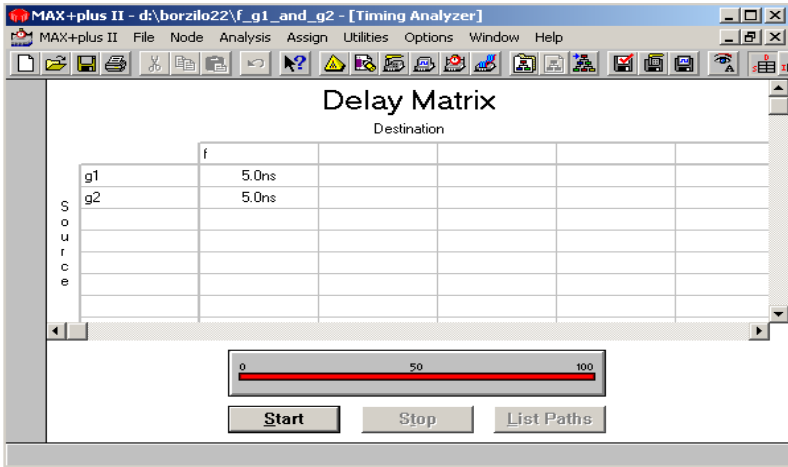 MAX+plus II - d:\borzilo22\f_g1_and_g2 - [Timing Analyzer]
MAX+plus II File Node Analysis Assign Utilities Options Window Help
Delay Matrix
Destination
f
g1 5.0ns
g2 5.0ns
Source
0 50 100
Start Stop List Paths